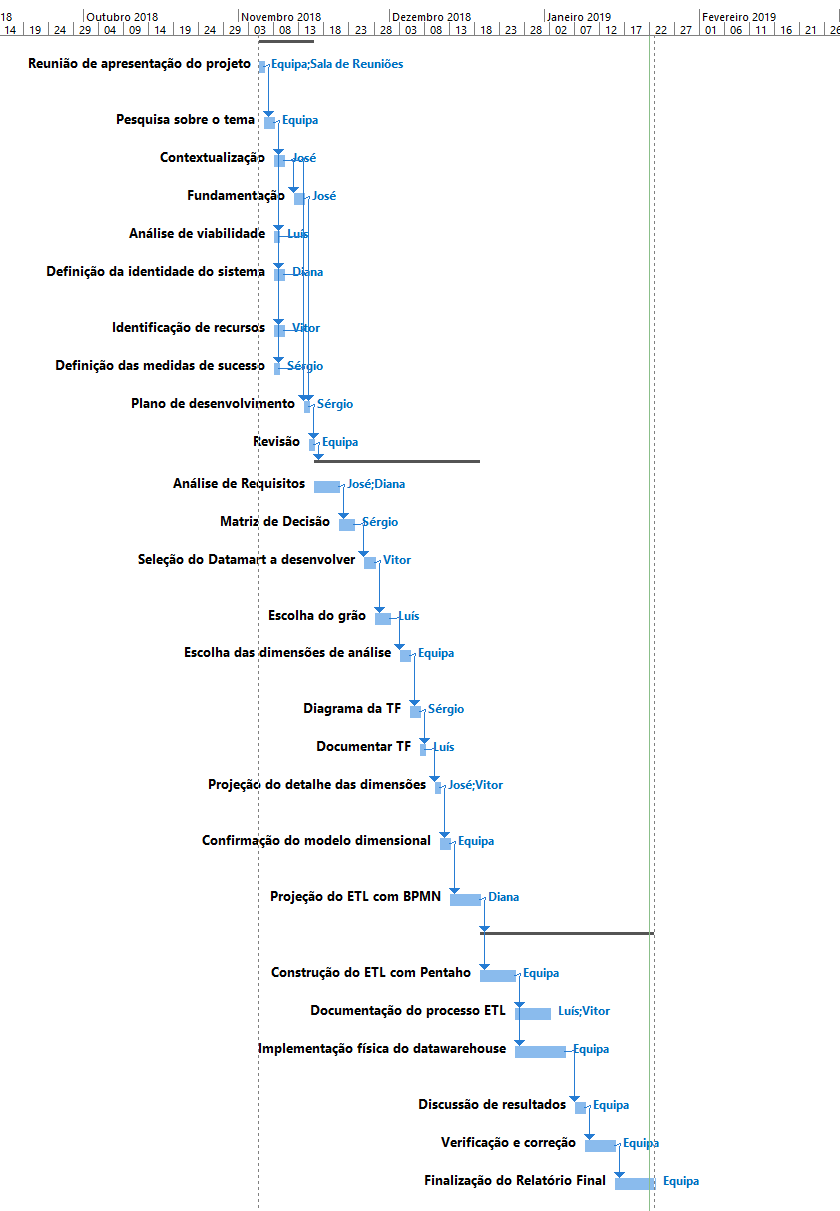 18 Outubro 2018 Novembro 2018 Dezembro 2018 Janeiro 2019 Fevereiro 2019
14 19 24 29 04 09 14 19 24 29 03 08 13 18 23 28 03 08 13 18 23 28 02 07 12 17 22 27 01 06 11 16 21 26
Reunião de apresentação do projeto Equipa;Sala de Reuniões
Pesquisa sobre o tema Equipa
Contextualização José
Fundamentação José
Análise de viabilidade Luís
Definição da identidade do sistema Diana
Identificação de recursos Vitor
Definição das medidas de sucesso Sérgio
Plano de desenvolvimento Sérgio
Revisão Equipa
Análise de Requisitos José;Diana
Matriz de Decisão Sérgio
Seleção do Datamart a desenvolver Vitor
Escolha do grão Luís
Escolha das dimensões de análise Equipa
Diagrama da TF Sérgio
Documentar TF Luís
Projeção do detalhe das dimensões José;Vitor
Confirmação do modelo dimensional Equipa
Projeção do ETL com BPMN Diana
Construção do ETL com Pentaho Equipa
Documentação do processo ETL Luís;Vitor
Implementação física do datawarehouse Equipa
Discussão de resultados Equipa
Verificação e correção Equipa
Finalização do Relatório Final Equipa